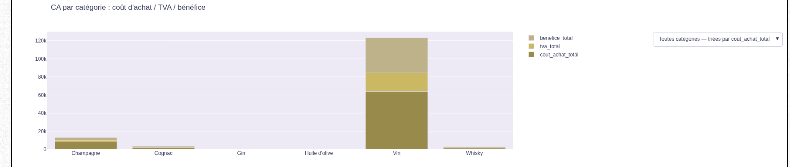 CA par catégorie : coût d'achat / TVA / bénéfice
120k
100k
80k
60k
40k
20k
0
Champagne Cognac Gin Huile d'olive Vin Whisky
benefice_total
tva_total
cout_achat_total
Toutes catégories — triées par cout_achat_total